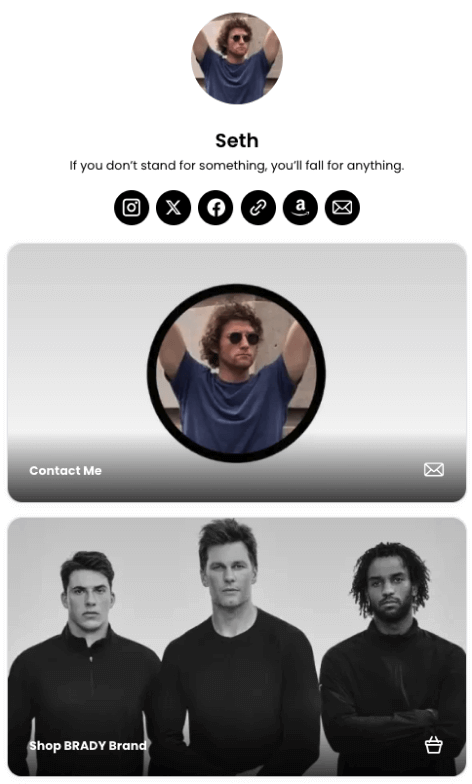 Seth
If you don't stand for something, you'll fall for anything.
Contact Me
Shop BRADY Brand